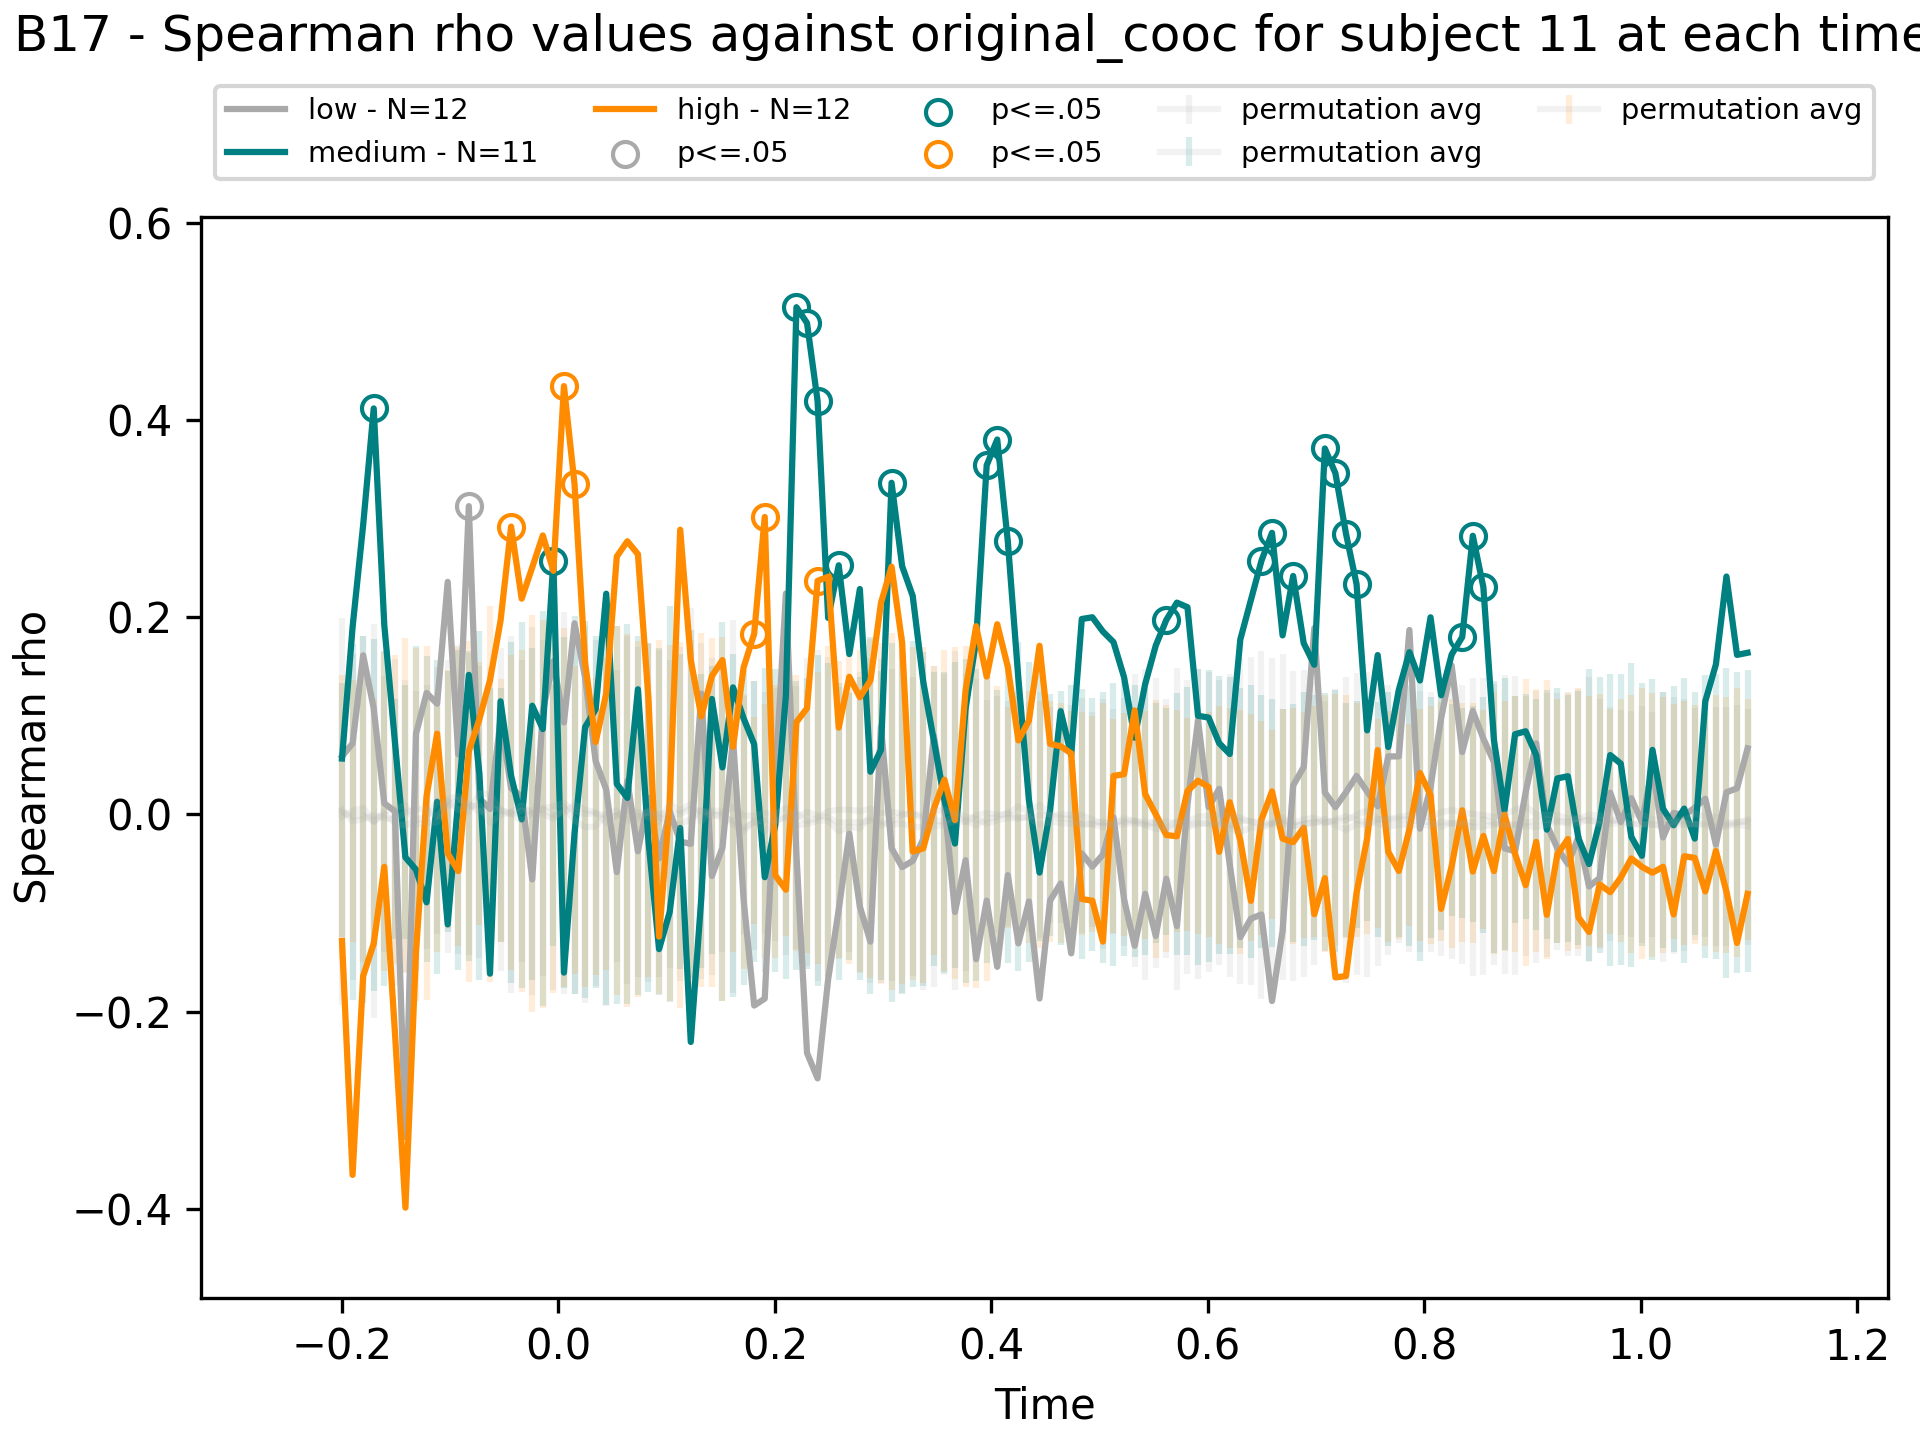 B17 - Spearman rho values against original_cooc for subject 11 at each time
low - N=12
medium - N=11
high - N=12
p<=.05
p<=.05
p<=.05
permutation avg
permutation avg
permutation avg
Spearman rho
0.6
0.4
0.2
0.0
−0.2
−0.4
−0.2 0.0 0.2 0.4 0.6 0.8 1.0 1.2
Time